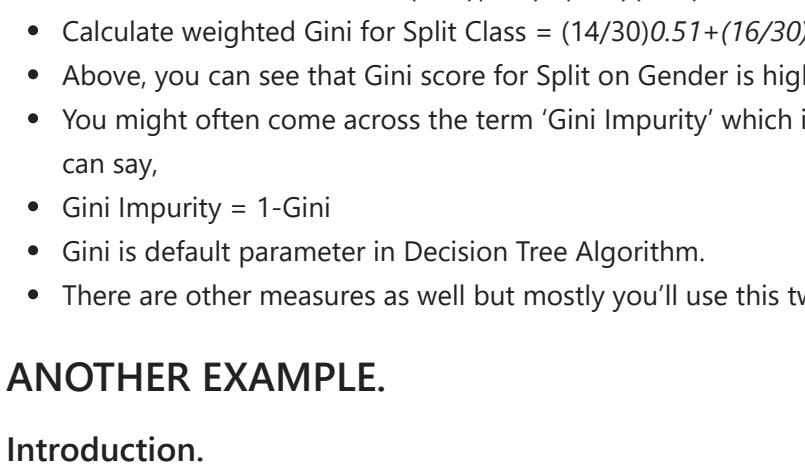 Calculate weighted Gini for Split Class = (14/30)0.51+(16/30)
Above, you can see that Gini score for Split on Gender is
You might often come across the term ‘Gini Impurity’ which
can say,
Gini Impurity = 1-Gini
Gini is default parameter in Decision Tree Algorithm.
There are other measures as well but mostly you’ll use this
ANOTHER EXAMPLE.
Introduction.